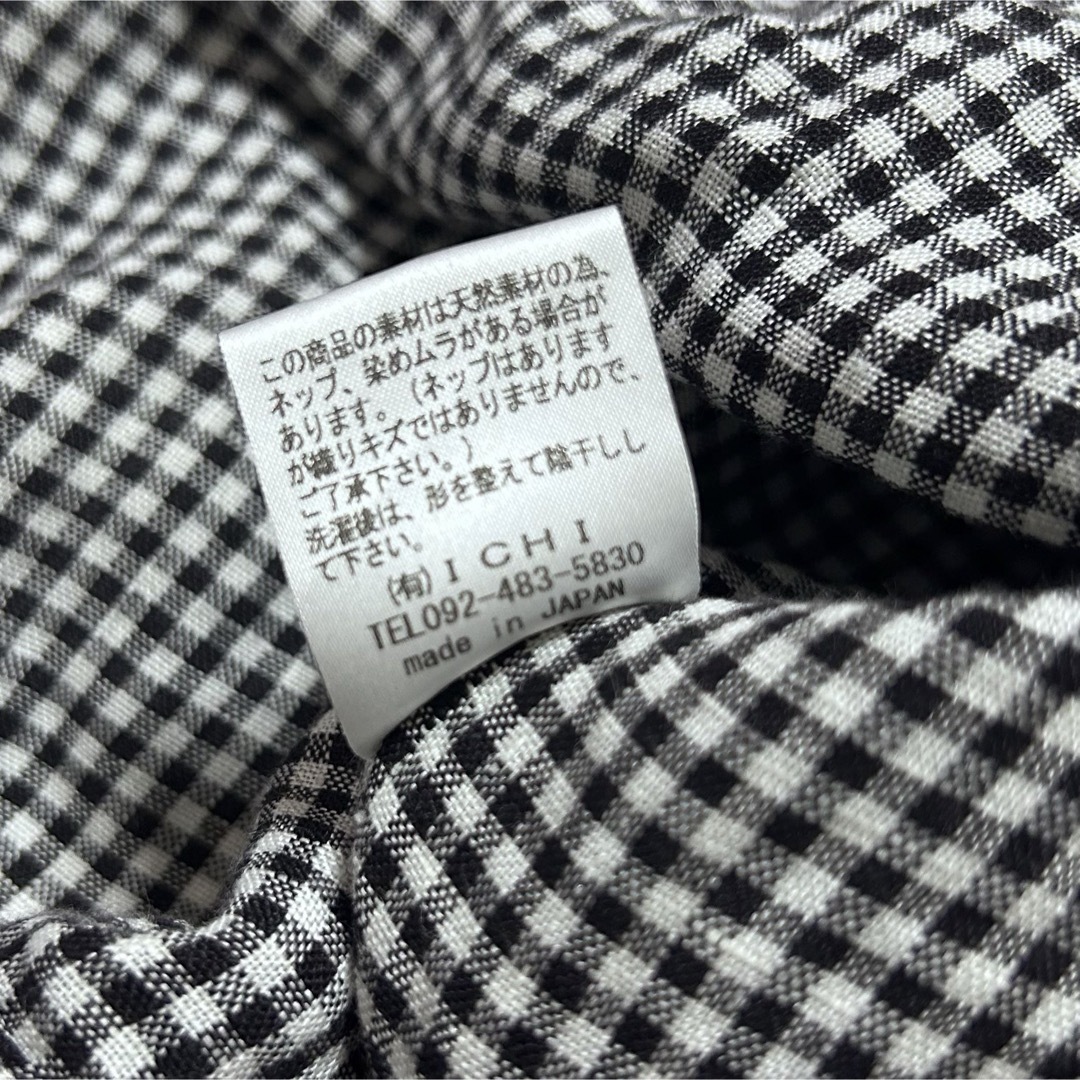 この商品の素材は天然素材の為、
ネップ、染めムラがある場合が
あります。(ネップはあります
が織りキズではありませんので、
ご了承下さい。)
洗濯後は、形を整えて陰干しし
て下さい。
(有)ＩＣＨＩ
TEL092-483-5830
made in JAPAN